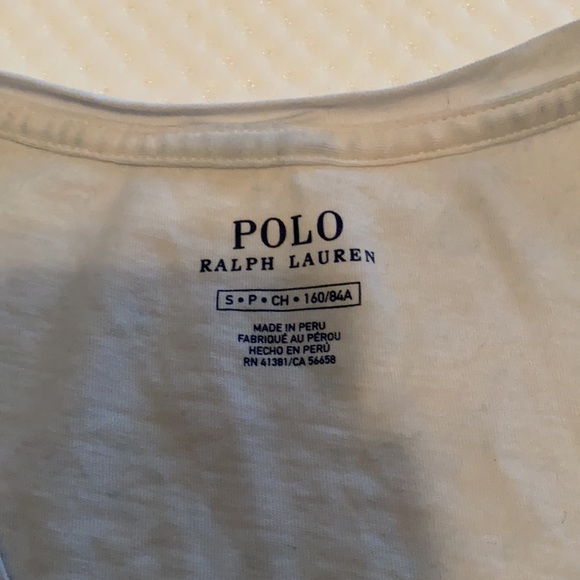 POLO
RALPH LAUREN
S • P • CH • 160/84A
MADE IN PERU
FABRIQUÉ AU PÉROU
HECHO EN PERÚ
RN 41381/CA 56658